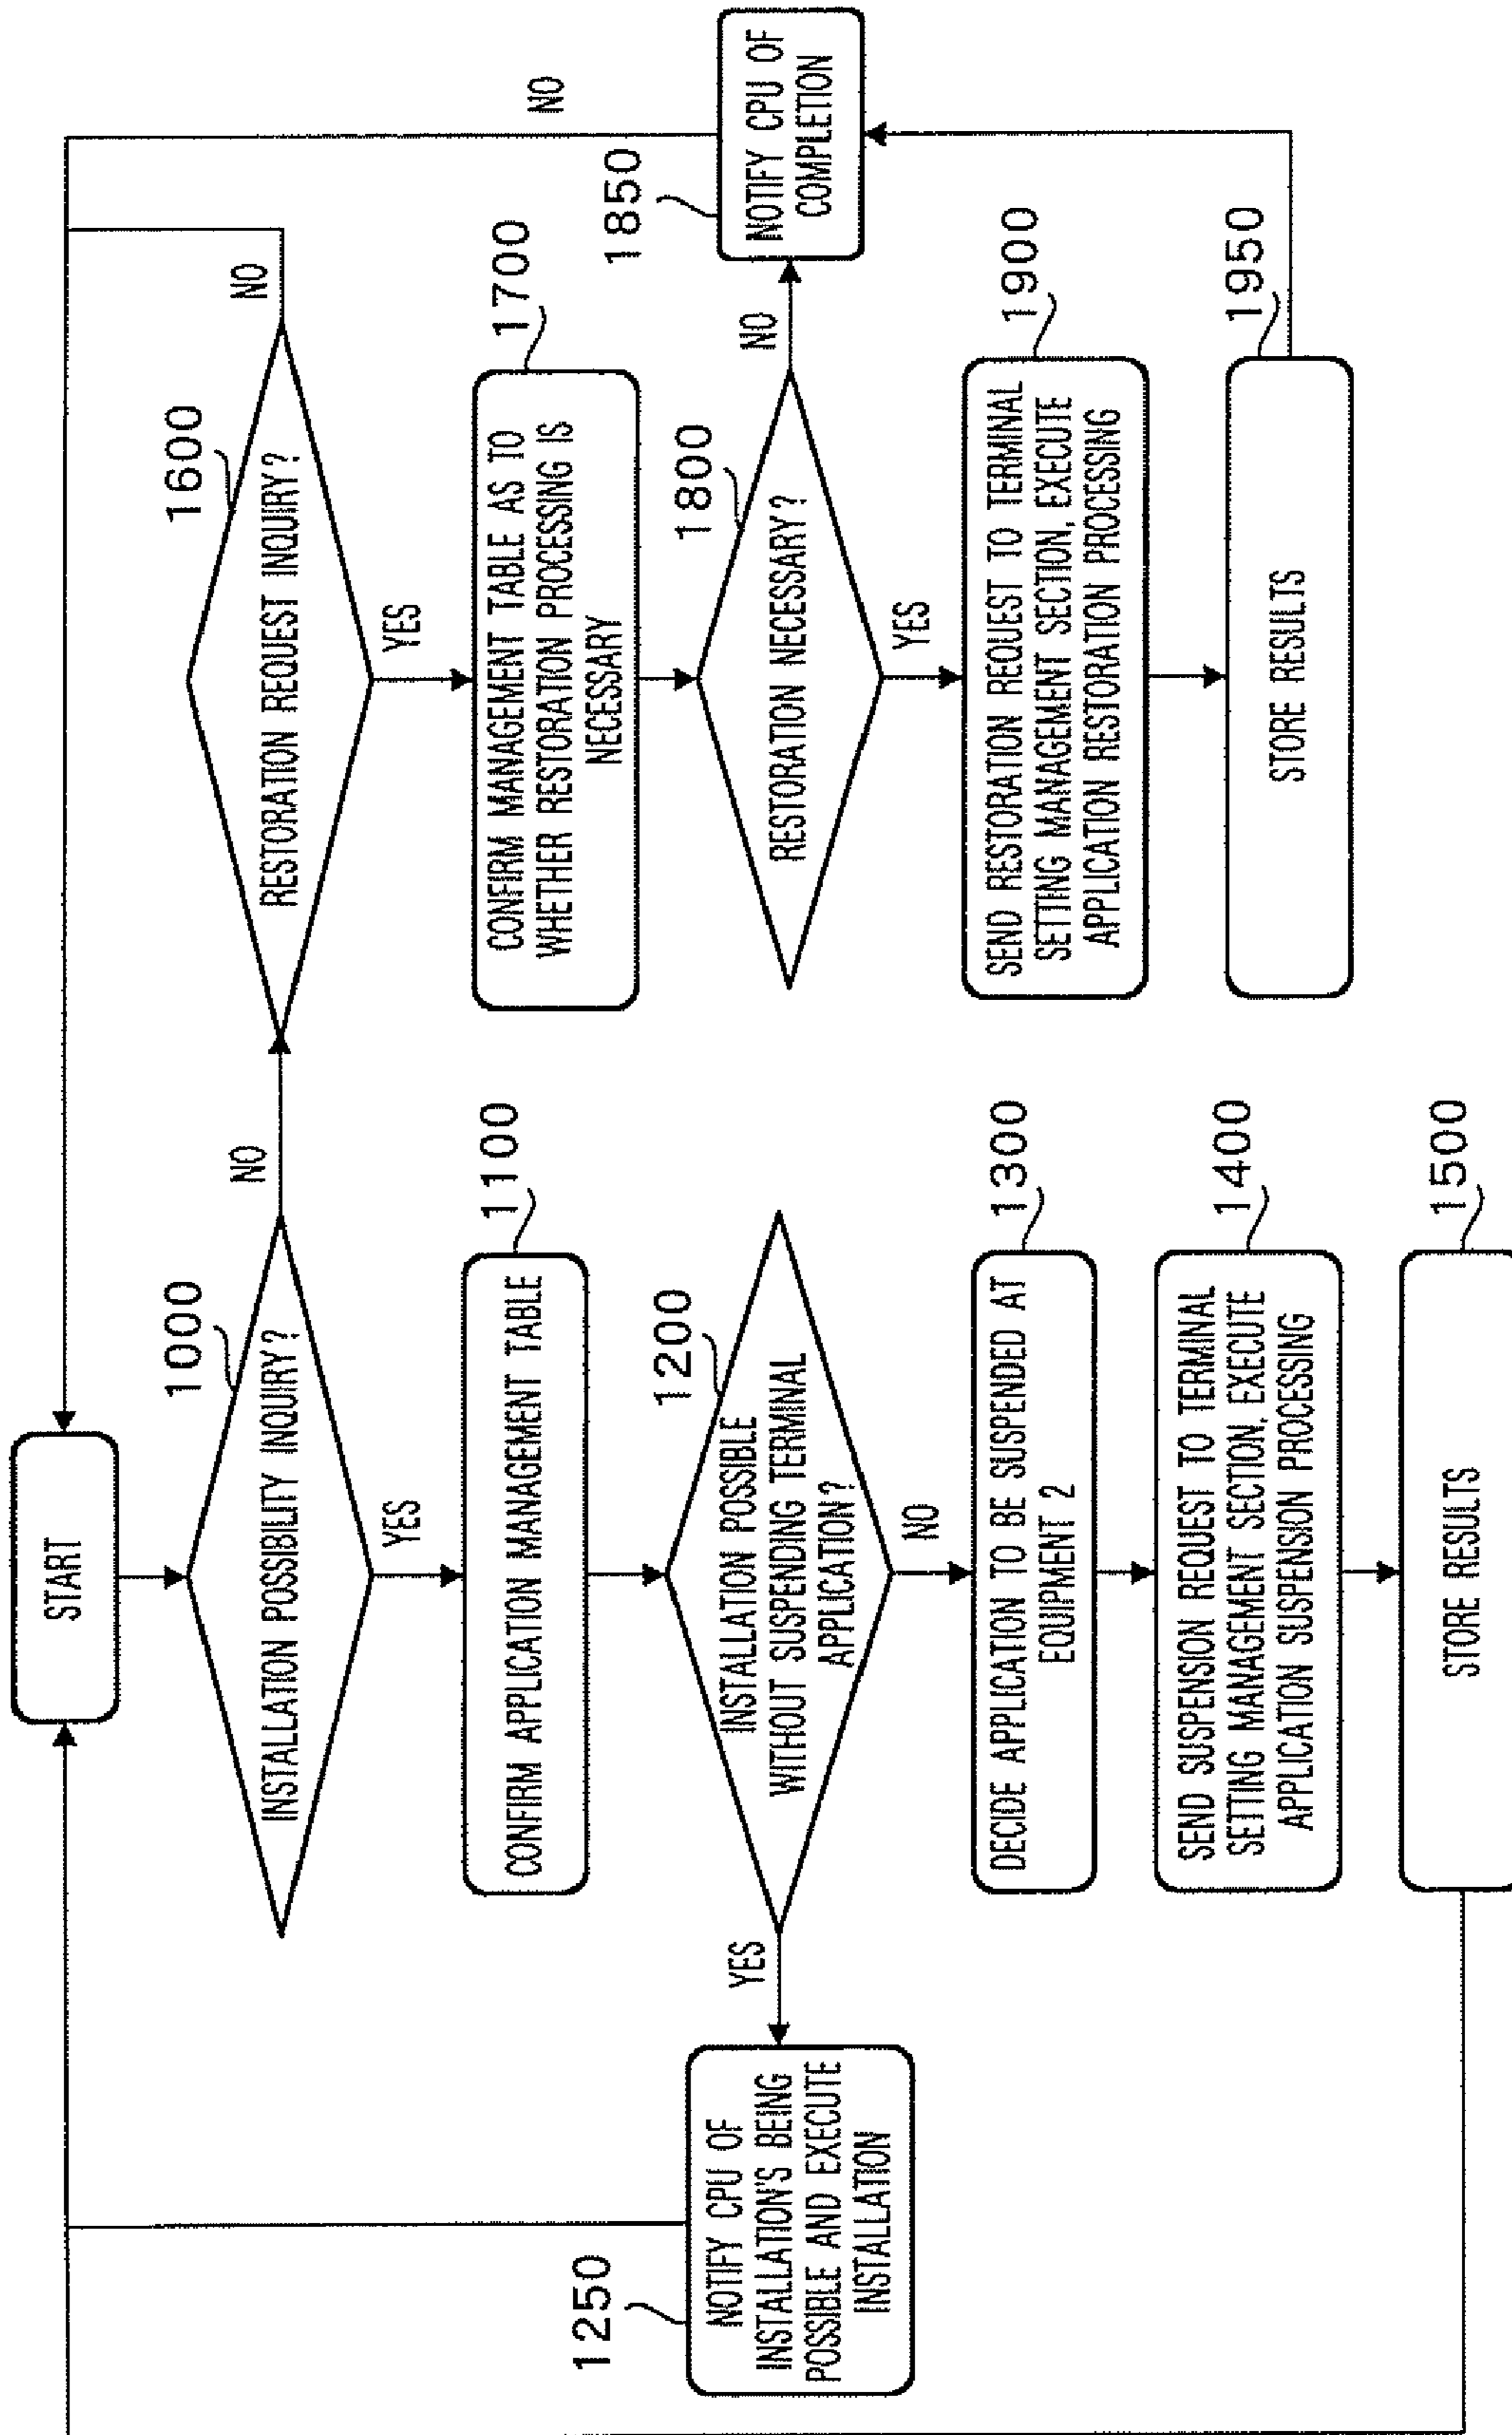 START
1000
INSTALLATION POSSIBILITY INQUIRY?
NO
YES
1100
CONFIRM APPLICATION MANAGEMENT TABLE
1200
INSTALLATION POSSIBLE
WITHOUT SUSPENDING TERMINAL
APPLICATION?
YES
NO
1250
NOTIFY CPU OF
INSTALLATION'S BEING
POSSIBLE AND EXECUTE
INSTALLATION
1300
DECIDE APPLICATION TO BE SUSPENDED AT
EQUIPMENT 2
1400
SEND SUSPENSION REQUEST TO TERMINAL
SETTING MANAGEMENT SECTION, EXECUTE
APPLICATION SUSPENSION PROCESSING
1500
STORE RESULTS
1600
RESTORATION REQUEST INQUIRY?
NO
YES
1700
CONFIRM MANAGEMENT TABLE AS TO
WHETHER RESTORATION PROCESSING IS
NECESSARY
1800
RESTORATION NECESSARY?
NO
YES
1850
NOTIFY CPU OF
COMPLETION
NO
1900
SEND RESTORATION REQUEST TO TERMINAL
SETTING MANAGEMENT SECTION, EXECUTE
APPLICATION RESTORATION PROCESSING
1950
STORE RESULTS